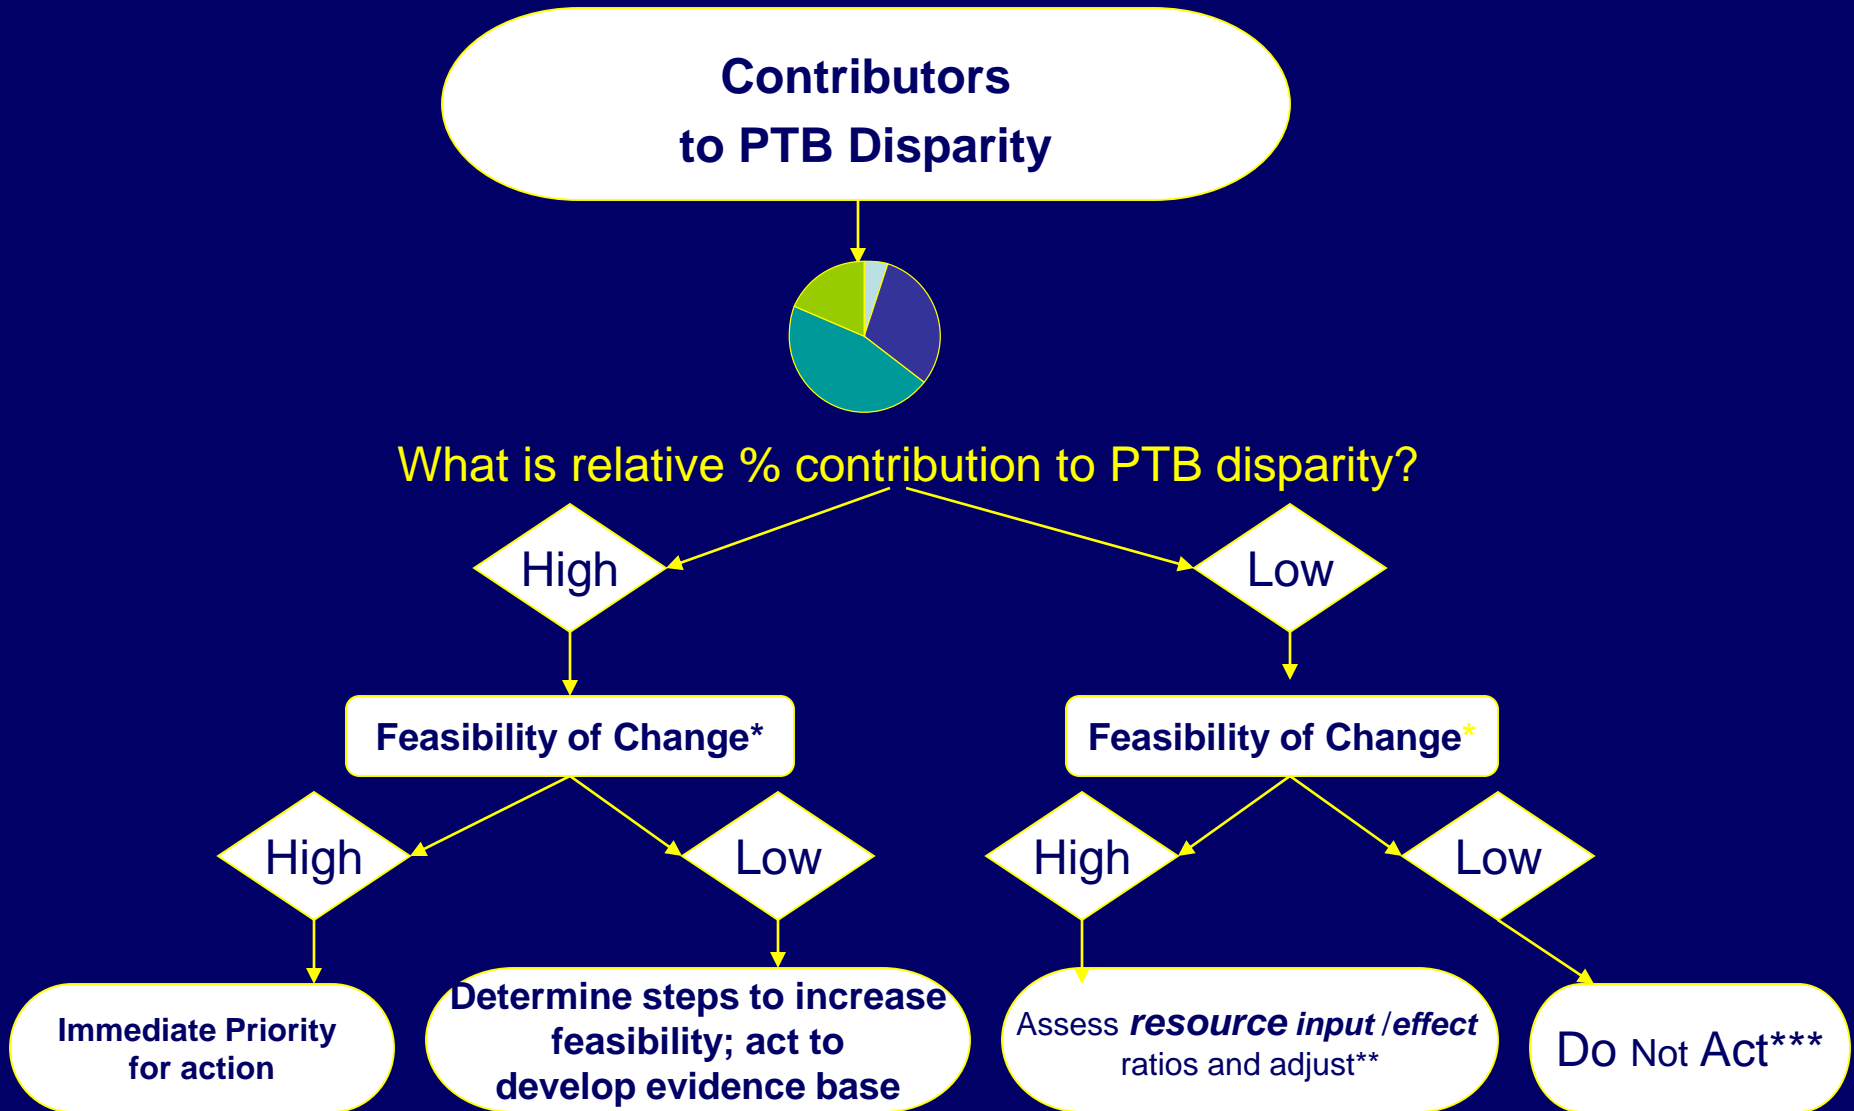 Contributors
to PTB Disparity
What is relative % contribution to PTB disparity?
High
Low
Feasibility of Change*
Feasibility of Change*
High
Low
High
Low
Immediate Priority
for action
Determine steps to increase
feasibility; act to
develop evidence base
Assess resource input /effect
ratios and adjust**
Do Not Act***